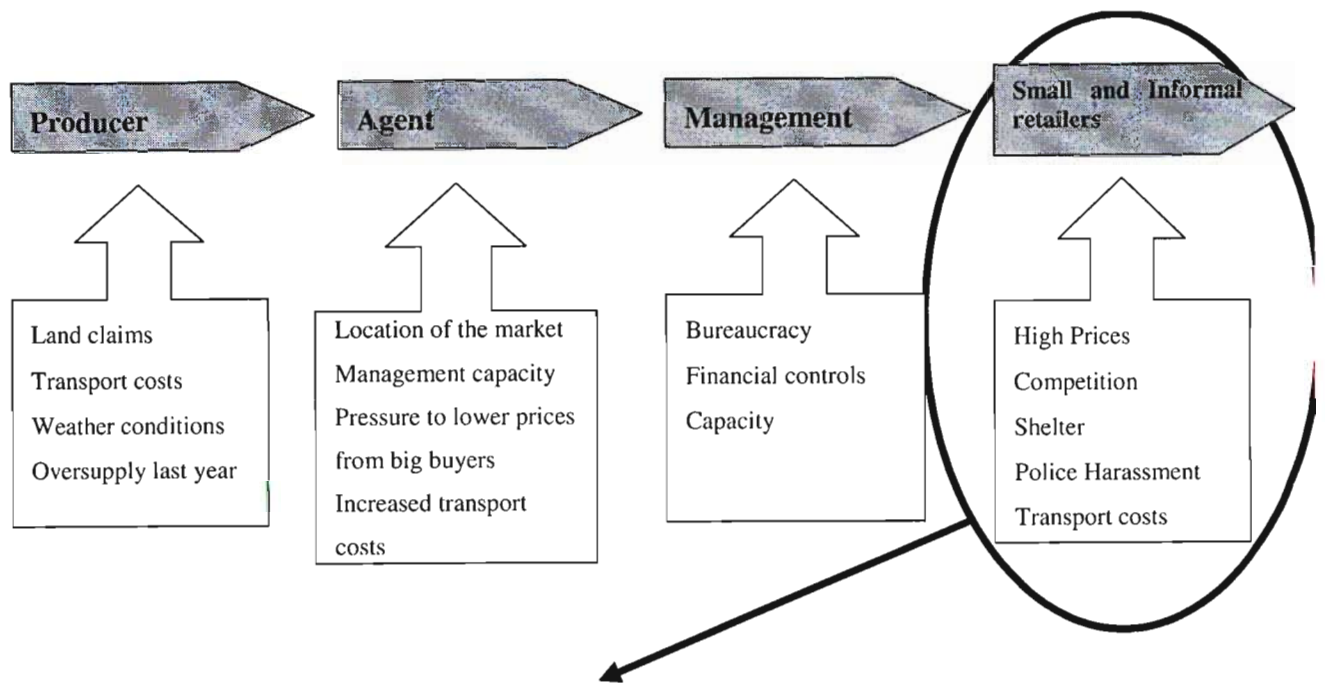 Producer
Agent
Management
Small and Informal
retailers
Land claims
Transport costs
Weather conditions
Oversupply last year
Location of the market
Management capacity
Pressure to lower prices
from big buyers
Increased transport
costs
Bureaucracy
Financial controls
Capacity
High Prices
Competition
Shelter
Police Harassment
Transport costs